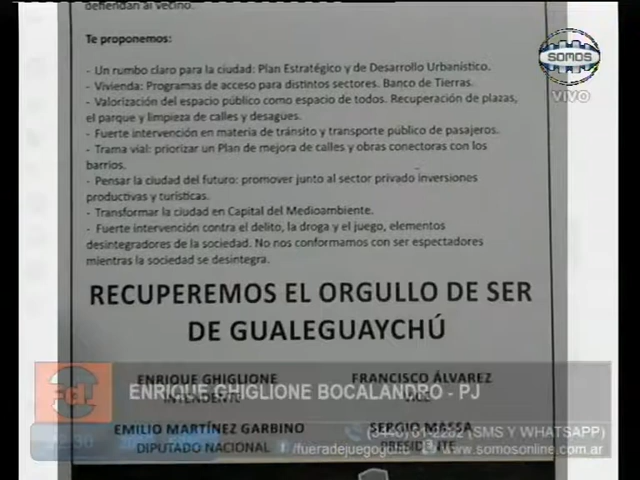 defiendan al vecino.
Te proponemos:
- Un rumbo claro para la ciudad: Plan Estratégico y de Desarrollo Urbanístico.
- Vivienda: Programas de acceso para distintos sectores. Banco de Tierras.
- Valorización del espacio público como espacio de todos. Recuperación de plazas,
el parque y limpieza de calles y desagües.
- Fuerte intervención en materia de tránsito y transporte público de pasajeros.
- Trama vial: priorizar un Plan de mejora de calles y obras conectoras con los
barrios.
- Pensar la ciudad del futuro: promover junto al sector privado inversiones
productivas y turísticas.
- Transformar la ciudad en Capital del Medioambiente.
- Fuerte intervención contra el delito, la droga y el juego, elementos
desintegradores de la sociedad. No nos conformamos con ser espectadores
mientras la sociedad se desintegra.
RECUPEREMOS EL ORGULLO DE SER
DE GUALEGUAYCHÚ
ENRIQUE GHIGLIONE
INTENDENTE
FRANCISCO ÁLVAREZ
VICE
EMILIO MARTÍNEZ GARBINO
DIPUTADO NACIONAL
SERGIO MASSA
PRESIDENTE
SOMOS
VIVO
FdJ
ENRIQUE GHIGLIONE BOCALANDRO - PJ
(SMS Y WHATSAPP)
www.somosonline.com.ar